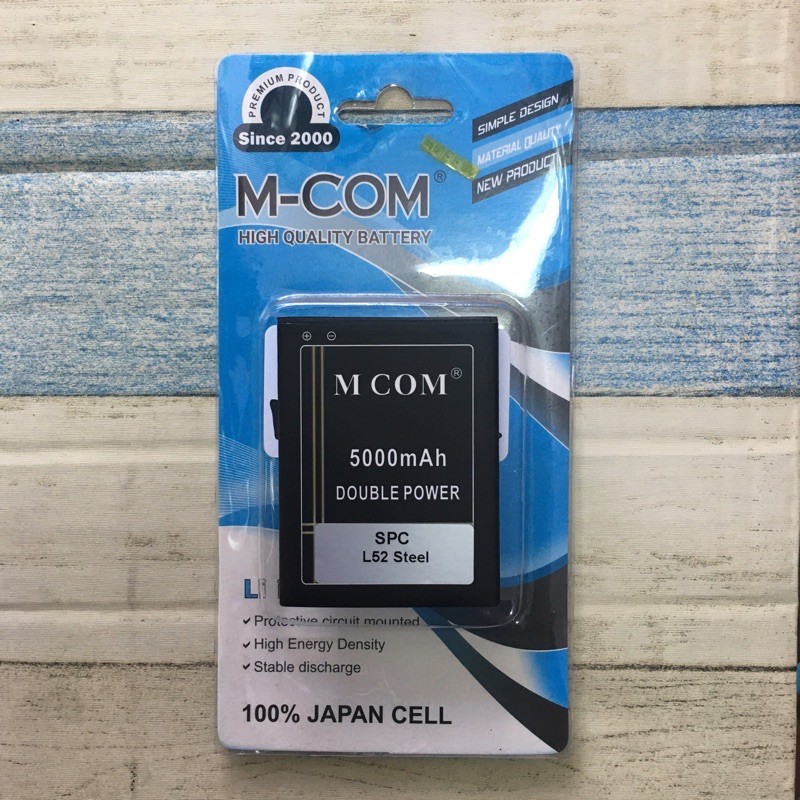 PREMIUM PRODUCT
Since 2000
SIMPLE DESIGN
MATERIAL QUALITY
NEW PRODUCT
M-COM®
HIGH QUALITY BATTERY
M COM®
5000mAh
DOUBLE POWER
SPC
L52 Steel
✓ Protective circuit mounted
✓ High Energy Density
✓ Stable discharge
100% JAPAN CELL